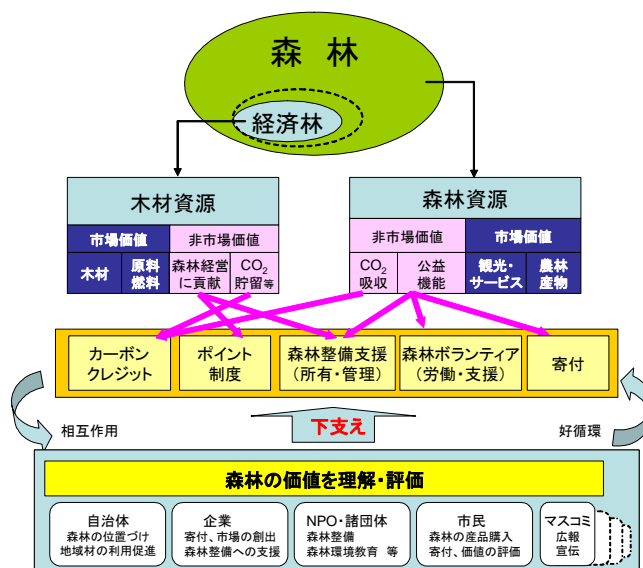 森 林
経済林
木材資源
市場価値
非市場価値
木材
原料
燃料
森林経営
に貢献
CO2
貯留等
森林資源
非市場価値
市場価値
CO2
吸収
公益
機能
観光・
サービス
農林
産物
カーボン
クレジット
ポイント
制度
森林整備支援
（所有・管理）
森林ボランティア
（労働・支援）
寄付
相互作用
下支え
好循環
森林の価値を理解・評価
自治体
森林の位置づけ
地域材の利用促進
企業
寄付、市場の創出
森林整備への支援
NPO・諸団体
森林整備
森林環境教育 等
市民
森林の産品購入
寄付、価値の評価
マスコミ
広報
宣伝